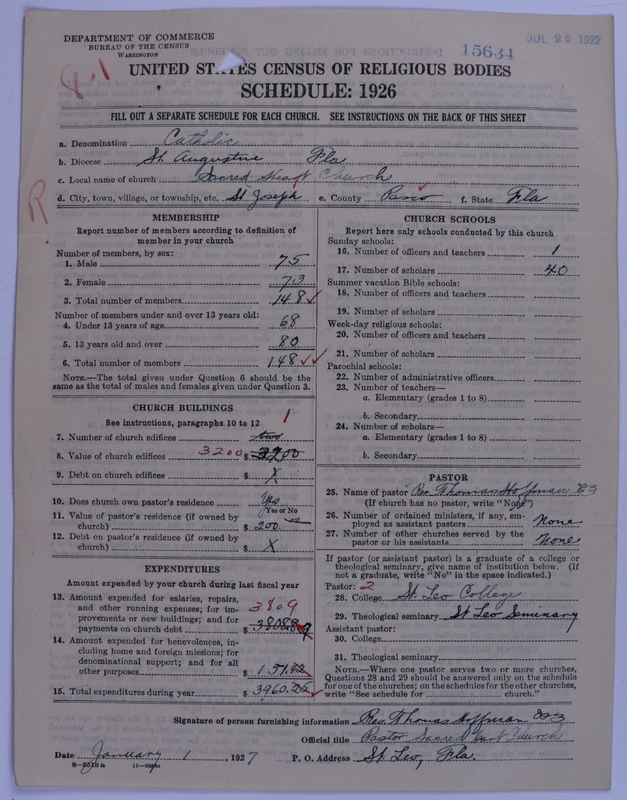 DEPARTMENT OF COMMERCE
BUREAU OF THE CENSUS
WASHINGTON
JUL 22 1927
15634
8-1
UNITED STATES CENSUS OF RELIGIOUS BODIES
SCHEDULE: 1926
FILL OUT A SEPARATE SCHEDULE FOR EACH CHURCH. SEE INSTRUCTIONS ON THE BACK OF THIS SHEET
a. Denomination Catholic
b. Diocese St. Augustine Fla
c. Local name of church Sacred Heart Church
d. City, town, village, or township, etc. St Joseph e. County Pasco f. State Fla
R
MEMBERSHIP
Report number of members according to definition of
member in your church
Number of members, by sex:
1. Male 75
2. Female 73
3. Total number of members 148
Number of members under and over 13 years old:
4. Under 13 years of age 68
5. 13 years old and over 80
6. Total number of members 148
NOTE.—The total given under Question 6 should be the
same as the total of males and females given under Question 3.
CHURCH BUILDINGS
See instructions, paragraphs 10 to 12
7. Number of church edifices two 1
8. Value of church edifices 3200 $
9. Debt on church edifices $ X
10. Does church own pastor's residence Yes
Yes or No
11. Value of pastor's residence (if owned by
church) $ 200.
12. Debt on pastor's residence (if owned by
church) $ X
EXPENDITURES
Amount expended by your church during last fiscal year
13. Amount expended for salaries, repairs,
and other running expenses; for im-
provements or new buildings; and for
payments on church debt 3809 $ 3808.8
14. Amount expended for benevolences, in-
cluding home and foreign missions; for
denominational support; and for all
other purposes $ 151.42
15. Total expenditures during year $ 3960.25
CHURCH SCHOOLS
Report here only schools conducted by this church
Sunday schools:
16. Number of officers and teachers 1
17. Number of scholars 40
Summer vacation Bible schools:
18. Number of officers and teachers
19. Number of scholars
Week-day religious schools:
20. Number of officers and teachers
21. Number of scholars
Parochial schools:
22. Number of administrative officers
23. Number of teachers—
a. Elementary (grades 1 to 8)
b. Secondary
24. Number of scholars—
a. Elementary (grades 1 to 8)
b. Secondary
PASTOR
25. Name of pastor Rev Thomas Hoffman
(If church has no pastor, write "None")
26. Number of ordained ministers, if any, em-
ployed as assistant pastors None
27. Number of other churches served by the
pastor or his assistants None
If pastor (or assistant pastor) is a graduate of a college or
theological seminary, give name of institution below. (If
not a graduate, write "No" in the space indicated.)
Pastor: 2
28. College St Leo College
29. Theological seminary St Leo Seminary
Assistant pastor:
30. College
31. Theological seminary
NOTE.—Where one pastor serves two or more churches,
Questions 28 and 29 should be answered only on the schedule
for one of the churches; on the schedules for the other churches,
write "See schedule for church."
Signature of person furnishing information Rev. Thomas Hoffman
Official title Pastor Sacred Heart Church
Date January 1, 1927 P. O. Address St. Leo, Fla.